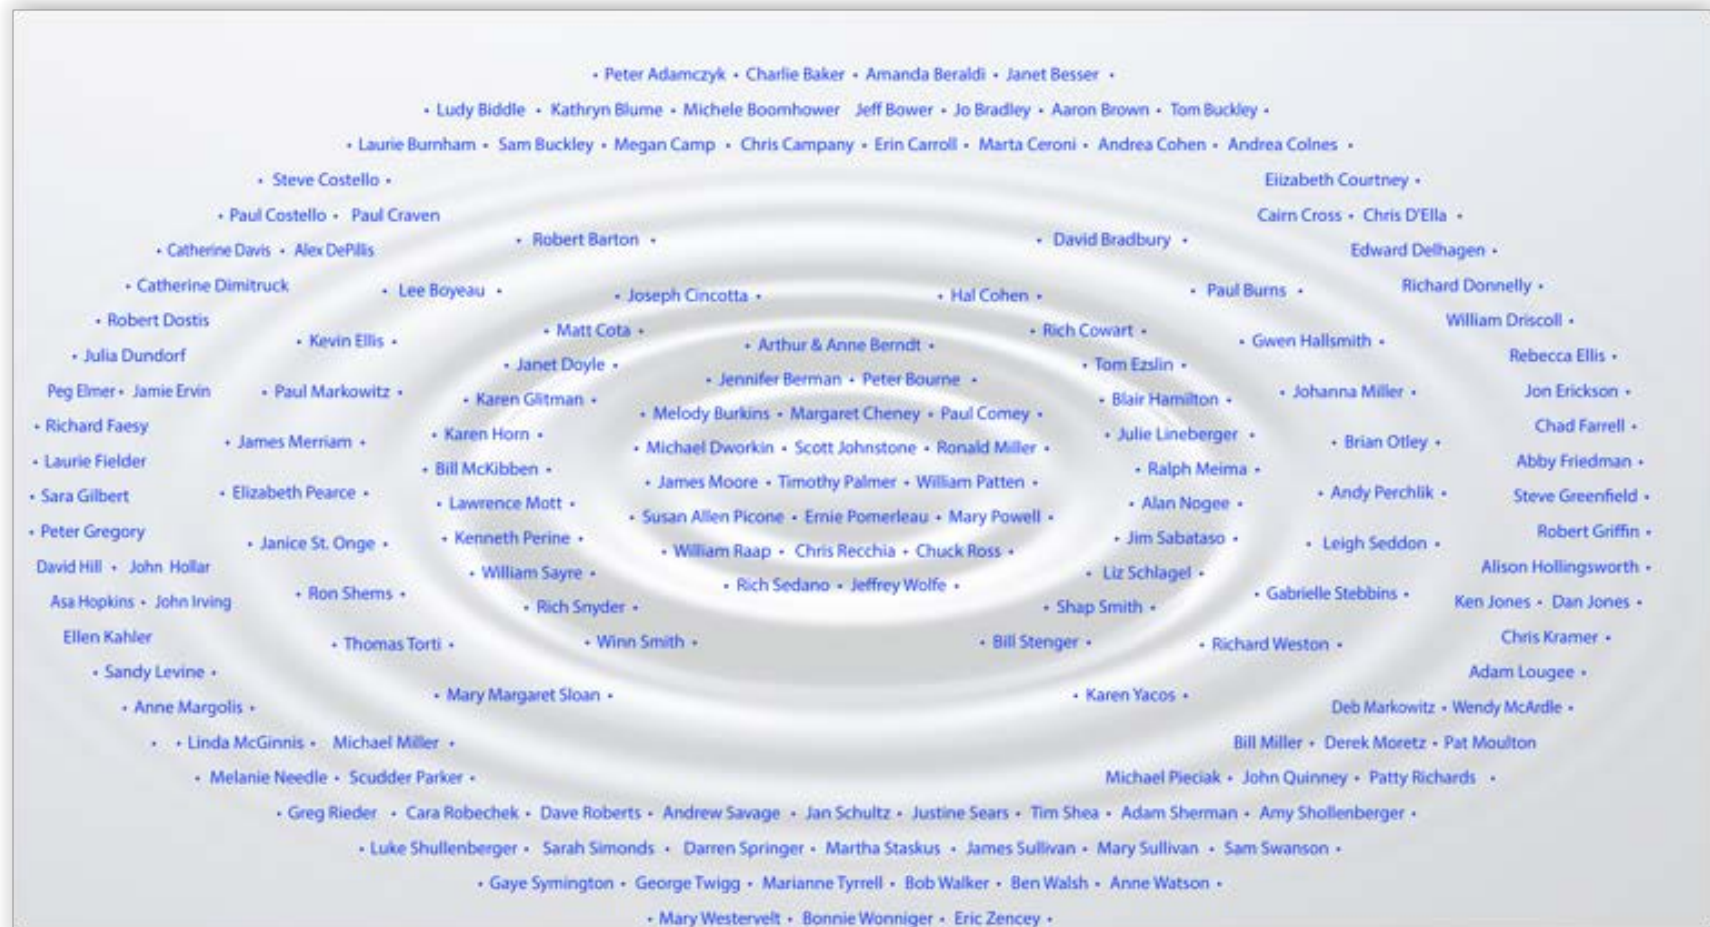 • Peter Adamczyk • Charlie Baker • Amanda Beraldi • Janet Besser •
• Ludy Biddle • Kathryn Blume • Michele Boomhower Jeff Bower • Jo Bradley • Aaron Brown • Tom Buckley •
• Laurie Burnham • Sam Buckley • Megan Camp • Chris Campany • Erin Carroll • Marta Ceroni • Andrea Cohen • Andrea Colnes •
• Steve Costello • Elizabeth Courtney •
• Paul Costello • Paul Craven Cairn Cross • Chris D'Ella •
• Robert Barton • • David Bradbury •
• Catherine Davis • Alex DePillis Edward Delhagen •
• Catherine Dimitruck • Lee Boyeau • • Joseph Cincotta • • Hal Cohen • • Paul Burns • Richard Donnelly •
• Robert Dostis • Matt Cota • • Rich Cowart • William Driscoll •
• Kevin Ellis • • Arthur & Anne Berndt • • Gwen Hallsmith •
• Julia Dundorf • Janet Doyle • • Tom Ezslin • Rebecca Ellis •
• Jennifer Berman • Peter Bourne •
Peg Elmer • Jamie Ervin • Paul Markowitz • • Karen Glitman • • Blair Hamilton • • Johanna Miller • Jon Erickson •
• Melody Burkins • Margaret Cheney • Paul Comey •
• Richard Faesy • James Merriam • • Karen Horn • • Julie Lineberger • • Brian Otley • Chad Farrell •
• Michael Dworkin • Scott Johnstone • Ronald Miller •
• Laurie Fielder • Bill McKibben • • Ralph Meima • Abby Friedman •
• James Moore • Timothy Palmer • William Patten •
• Sara Gilbert • Elizabeth Pearce • • Lawrence Mott • • Alan Nogee • • Andy Perchlik • Steve Greenfield •
• Susan Allen Picone • Ernie Pomerleau • Mary Powell •
• Peter Gregory • Janice St. Onge • • Kenneth Perine • • Jim Sabataso • • Leigh Seddon • Robert Griffin •
• William Raap • Chris Recchia • Chuck Ross •
David Hill • John Hollar • William Sayre • • Liz Schlagel • Alison Hollingsworth •
• Rich Sedano • Jeffrey Wolfe •
Asa Hopkins • John Irving • Ron Shems • • Rich Snyder • • Shap Smith • • Gabrielle Stebbins • Ken Jones • Dan Jones •
Ellen Kahler • Thomas Torti • • Winn Smith • • Bill Stenger • • Richard Weston • Chris Kramer •
• Sandy Levine • Adam Lougee •
• Mary Margaret Sloan • • Karen Yacos •
• Anne Margolis • Deb Markowitz • Wendy McArdle •
• • Linda McGinnis • Michael Miller • Bill Miller • Derek Moretz • Pat Moulton
• Melanie Needle • Scudder Parker • Michael Pieciak • John Quinney • Patty Richards •
• Greg Rieder • Cara Robechek • Dave Roberts • Andrew Savage • Jan Schultz • Justine Sears • Tim Shea • Adam Sherman • Amy Shollenberger •
• Luke Shullenberger • Sarah Simonds • Darren Springer • Martha Staskus • James Sullivan • Mary Sullivan • Sam Swanson •
• Gaye Symington • George Twigg • Marianne Tyrrell • Bob Walker • Ben Walsh • Anne Watson •
• Mary Westervelt • Bonnie Wonniger • Eric Zencey •